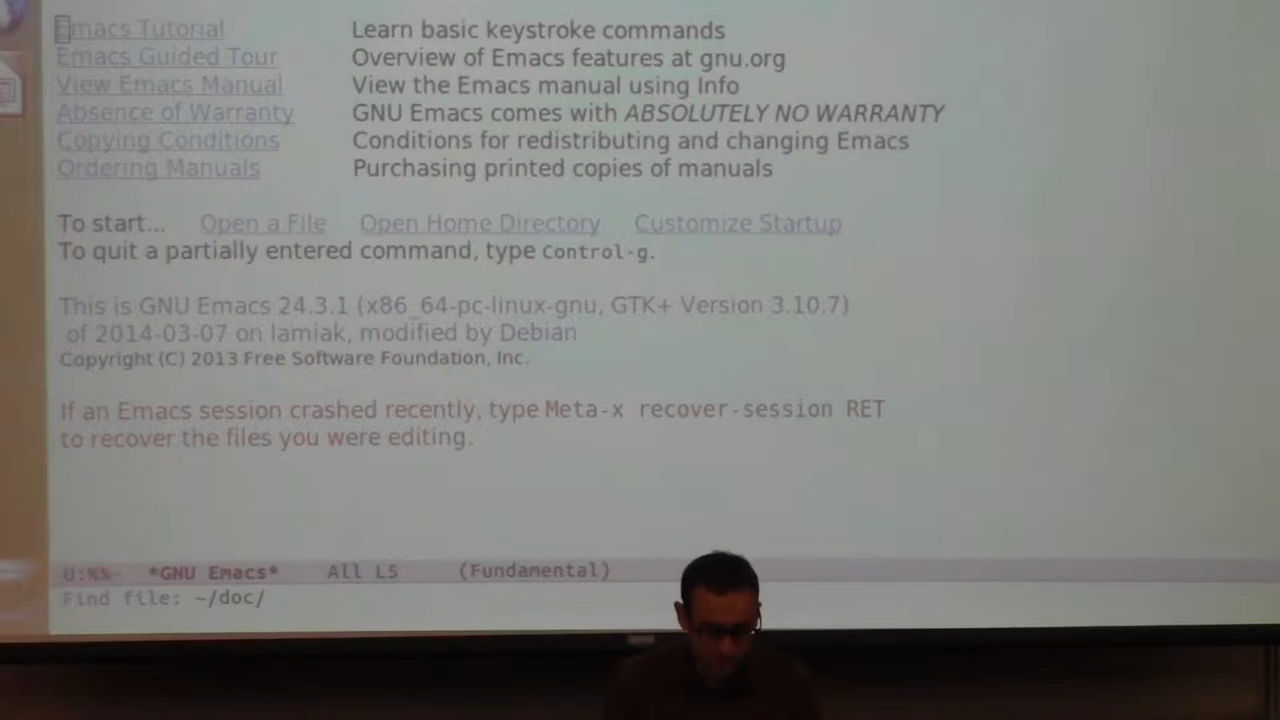 Emacs Tutorial Learn basic keystroke commands
Emacs Guided Tour Overview of Emacs features at gnu.org
View Emacs Manual View the Emacs manual using Info
Absence of Warranty GNU Emacs comes with ABSOLUTELY NO WARRANTY
Copying Conditions Conditions for redistributing and changing Emacs
Ordering Manuals Purchasing printed copies of manuals
To start... Open a File Open Home Directory Customize Startup
To quit a partially entered command, type Control-g.
This is GNU Emacs 24.3.1 (x86_64-pc-linux-gnu, GTK+ Version 3.10.7)
of 2014-03-07 on lamiak, modified by Debian
Copyright (C) 2013 Free Software Foundation, Inc.
If an Emacs session crashed recently, type Meta-x recover-session RET
to recover the files you were editing.
U:%%- *GNU Emacs* All L5 (Fundamental)
Find file: ~/doc/